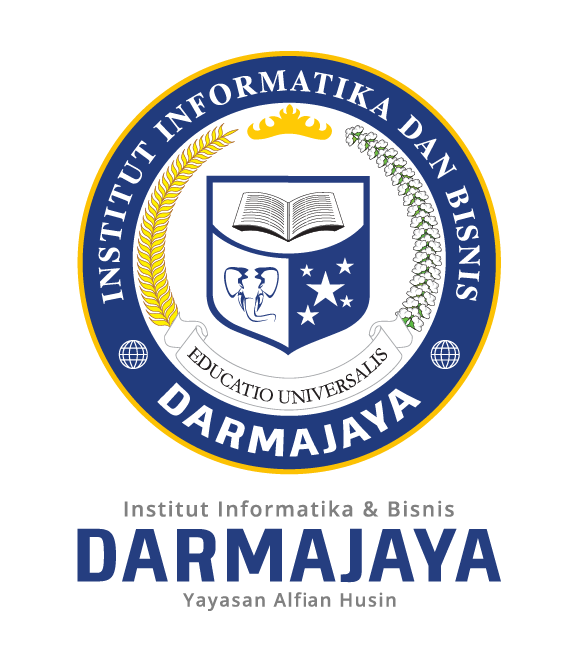 INSTITUT INFORMATIKA DAN BISNIS
EDUCATIO UNIVERSALIS
DARMAJAYA
Institut Informatika & Bisnis
DARMAJAYA
Yayasan Alfian Husin